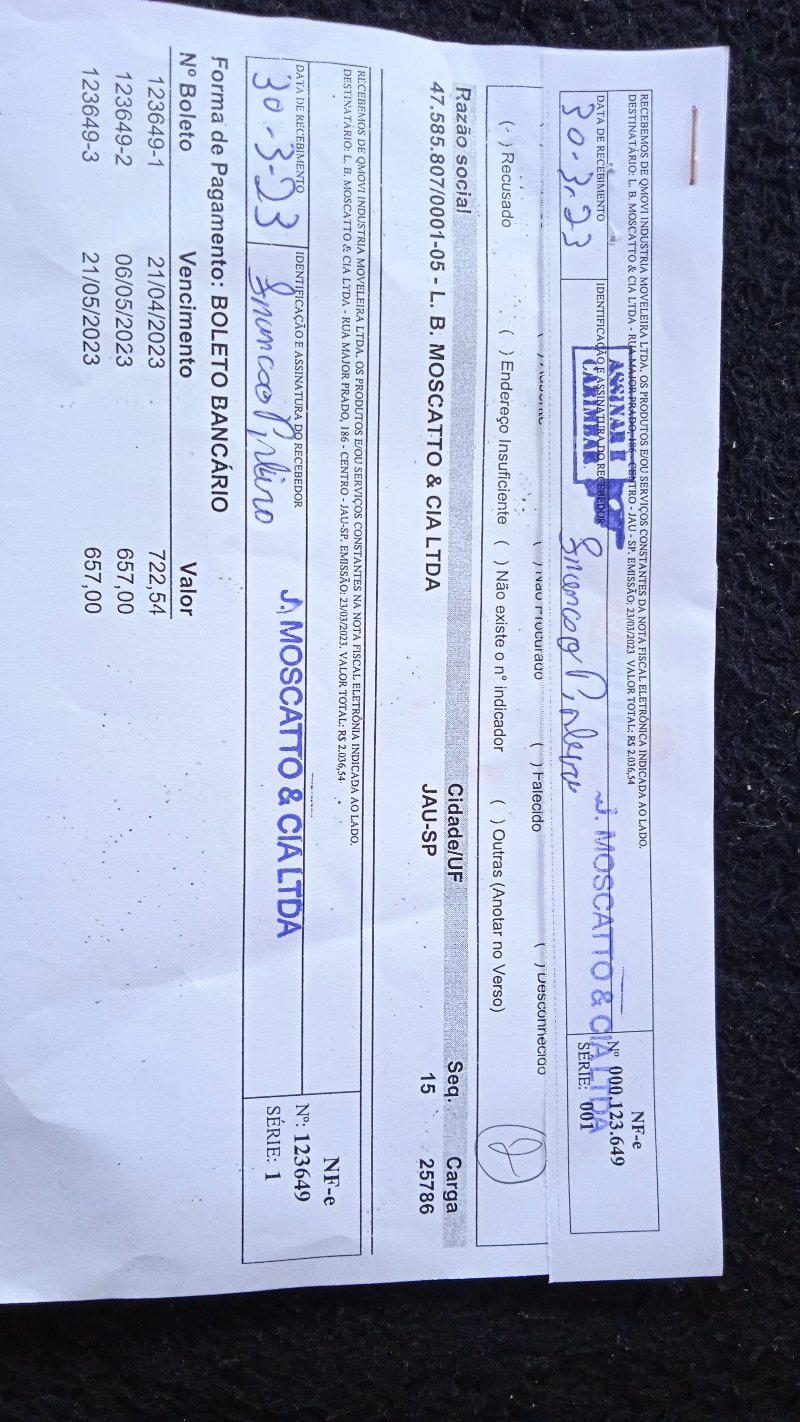 RECEBEMOS DE QMOVI INDUSTRIA MOVELEIRA LTDA. OS PRODUTOS E/OU SERVIÇOS CONSTANTES DA NOTA FISCAL ELETRÔNICA INDICADA AO LADO.
DESTINATÁRIO: L. B. MOSCATTO & CIA LTDA - RUA MAJOR PRADO, 186 - CENTRO - JAU - SP. EMISSÃO: 23/03/2023 VALOR TOTAL: R$ 2.036,54
NF-e
Nº 000.123.649
SÉRIE: 001
DATA DE RECEBIMENTO
IDENTIFICAÇÃO E ASSINATURA DO RECEBEDOR
30-3-23
ASSINAR E
CARIMBAR
MOSCATTO & CIA LTDA
( ) Não Procurado
( ) Falecido
( ) Desconhecido
( ) Recusado ( ) Endereço Insuficiente ( ) Não existe o nº indicador ( ) Outras (Anotar no Verso)
Razão social Cidade/UF Seq. Carga
47.585.807/0001-05 - L. B. MOSCATTO & CIA LTDA JAU-SP 15 25786
RECEBEMOS DE QMOVI INDUSTRIA MOVELEIRA LTDA. OS PRODUTOS E/OU SERVIÇOS CONSTANTES NA NOTA FISCAL ELETRÔNIA INDICADA AO LADO.
DESTINATÁRIO: L. B. MOSCATTO & CIA LTDA - RUA MAJOR PRADO, 186 - CENTRO - JAU-SP. EMISSÃO: 23/03/2023. VALOR TOTAL: R$ 2.036,54
NF-e
Nº: 123649
SÉRIE: 1
DATA DE RECEBIMENTO
IDENTIFICAÇÃO E ASSINATURA DO RECEBEDOR
30-3-23
MOSCATTO & CIA LTDA
Forma de Pagamento: BOLETO BANCÁRIO
Nº Boleto Vencimento Valor
123649-1 21/04/2023 722,54
123649-2 06/05/2023 657,00
123649-3 21/05/2023 657,00